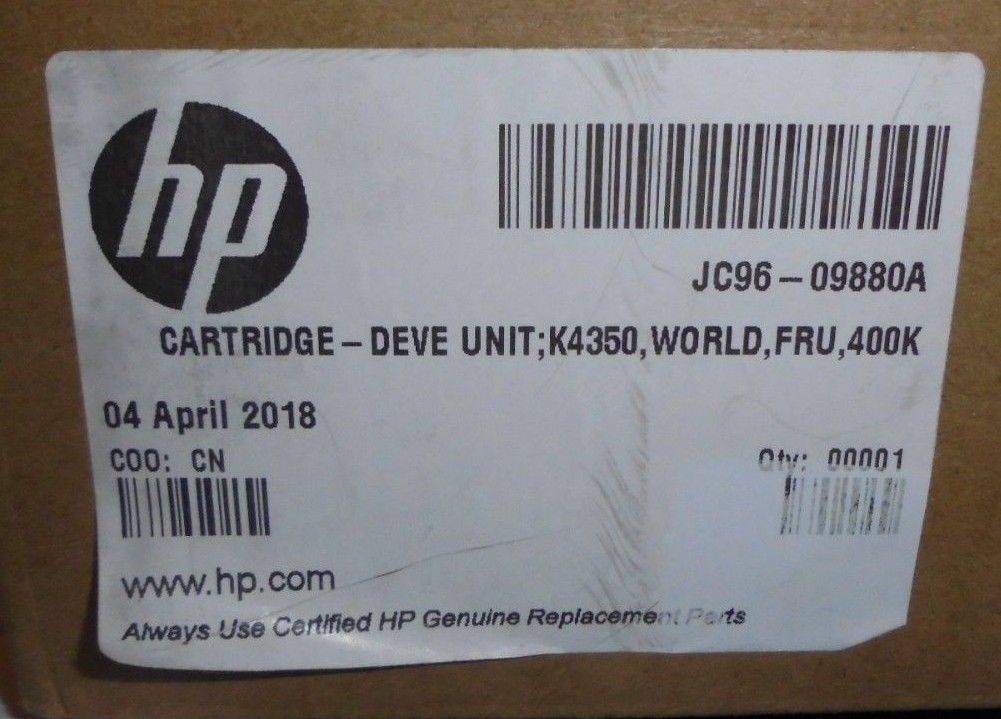 hp
JC96-09880A
CARTRIDGE-DEVE UNIT;K4350,WORLD,FRU,400K
04 April 2018
COO: CN
Qty: 00001
www.hp.com
Always Use Certified HP Genuine Replacement Parts